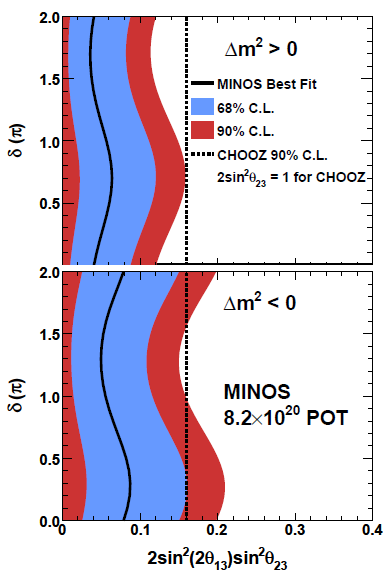 2.0
Δm² > 0
MINOS Best Fit
1.5
68% C.L.
90% C.L.
δ (π)
1.0
CHOOZ 90% C.L.
2sin²θ₂₃ = 1 for CHOOZ
0.5
2.0
Δm² < 0
1.5
δ (π)
1.0
MINOS
8.2×10²⁰ POT
0.5
0.0
0 0.1 0.2 0.3 0.4
2sin²(2θ₁₃)sin²θ₂₃